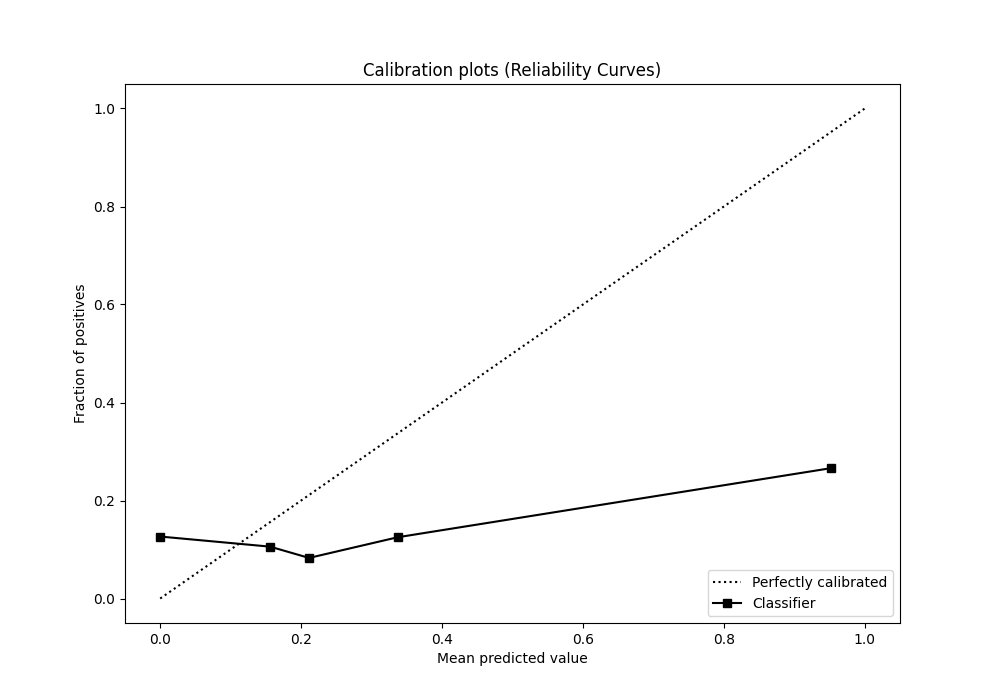 Calibration plots (Reliability Curves)
1.0
0.8
0.6
0.4
0.2
0.0
Fraction of positives
0.0 0.2 0.4 0.6 0.8 1.0
Mean predicted value
Perfectly calibrated
Classifier